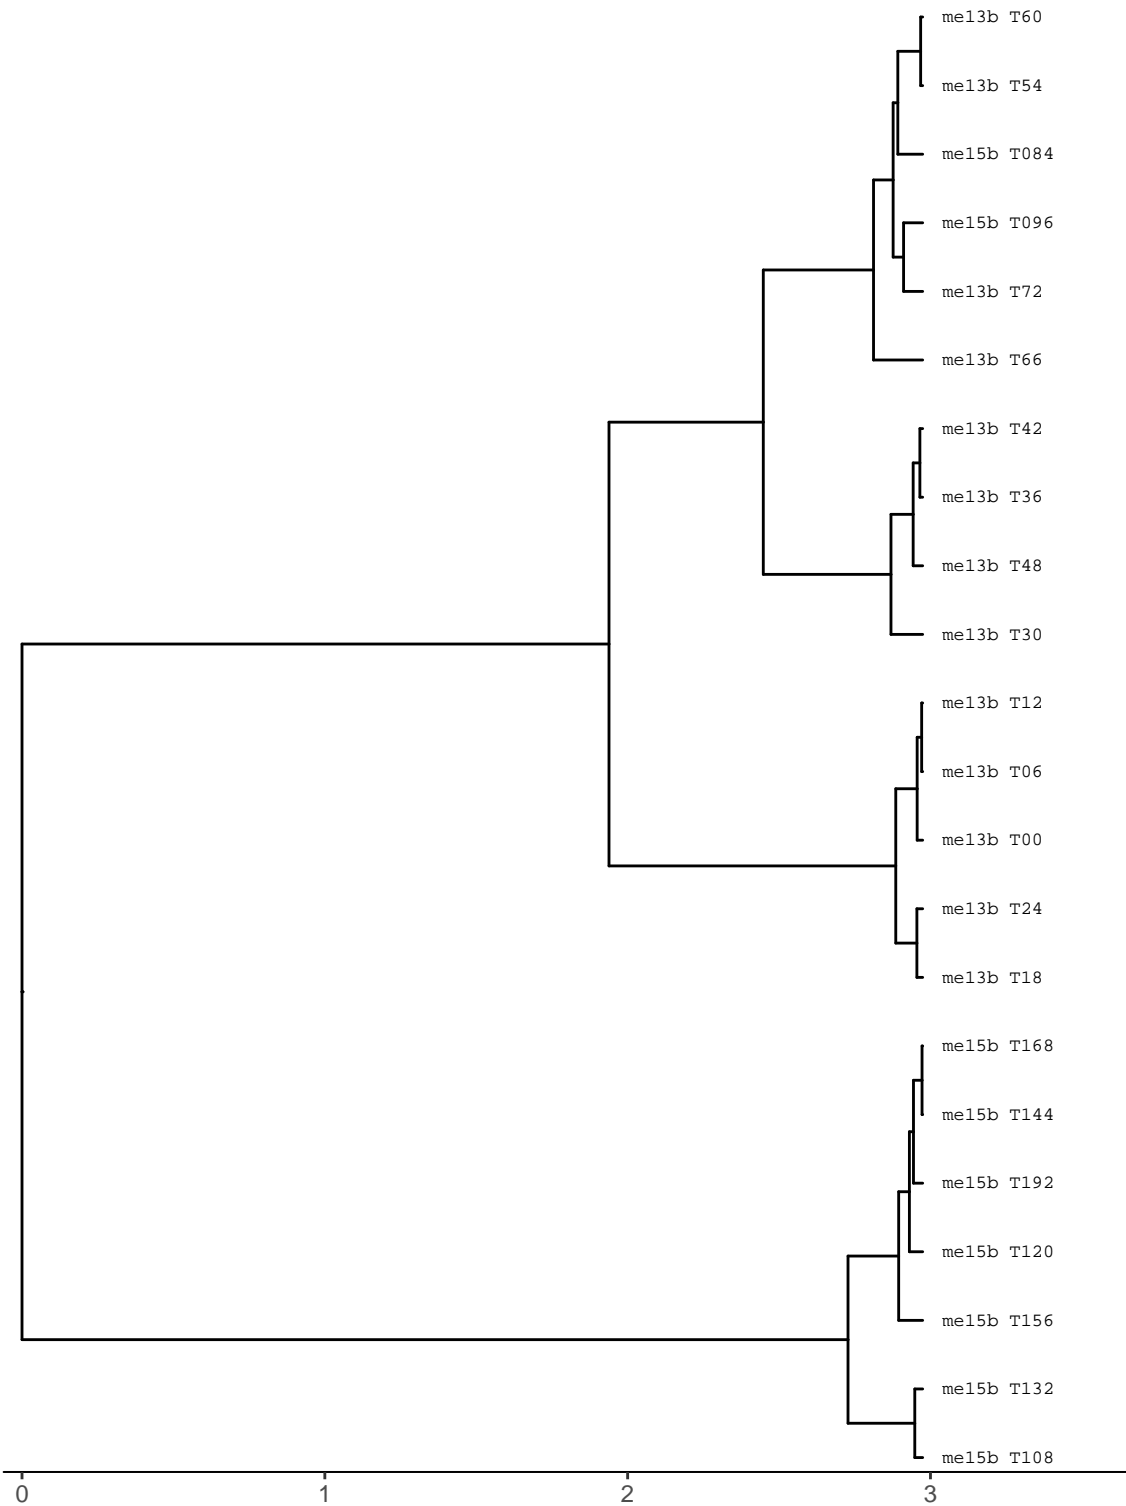 me13b T60
me13b T54
me15b T084
me15b T096
me13b T72
me13b T66
me13b T42
me13b T36
me13b T48
me13b T30
me13b T12
me13b T06
me13b T00
me13b T24
me13b T18
me15b T168
me15b T144
me15b T192
me15b T120
me15b T156
me15b T132
me15b T108
0 1 2 3